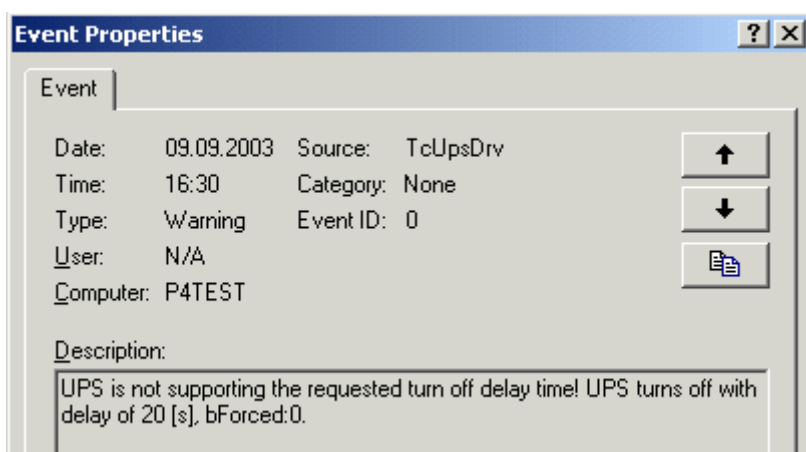 Event Properties
Event
Date: 09.09.2003 Source: TcUpsDrv
Time: 16:30 Category: None
Type: Warning Event ID: 0
User: N/A
Computer: P4TEST
Description:
UPS is not supporting the requested turn off delay time! UPS turns off with
delay of 20 [s], bForced:0.